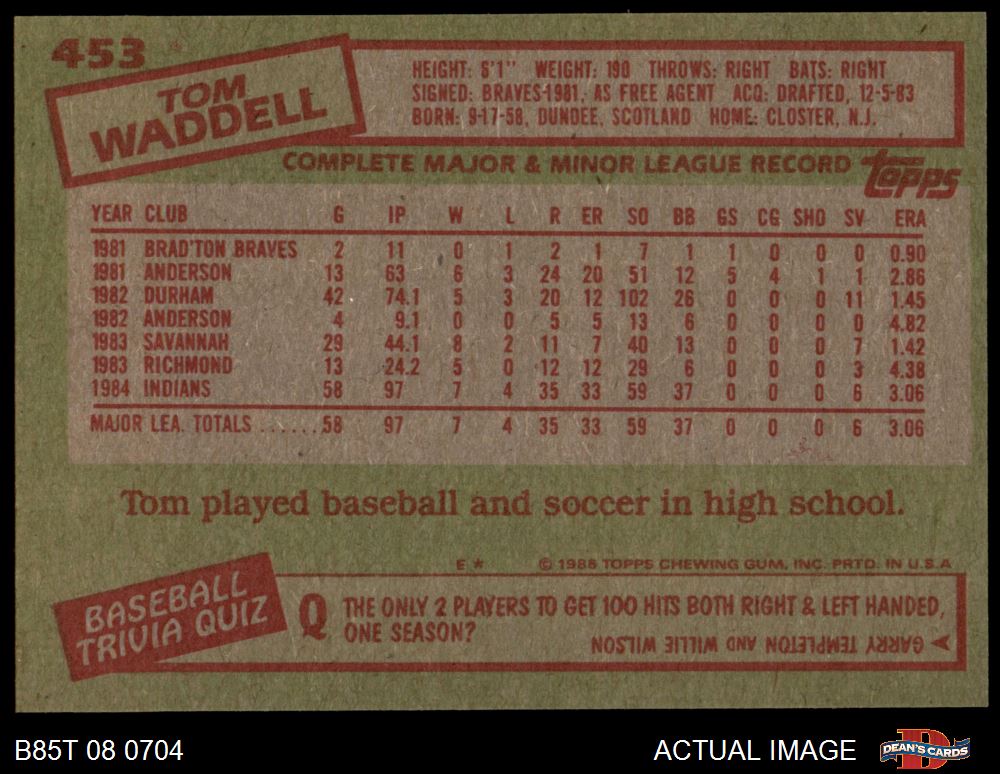 453
TOM
WADDELL
HEIGHT: 6'1" WEIGHT: 190 THROWS: RIGHT BATS: RIGHT
SIGNED: BRAVES-1981, AS FREE AGENT ACQ: DRAFTED, 12-5-83
BORN: 9-17-58, DUNDEE, SCOTLAND HOME: CLOSTER, N.J.
COMPLETE MAJOR & MINOR LEAGUE RECORD
topps
YEAR CLUB G IP W L R ER SO BB GS CG SHO SV ERA
1981 BRAD'TON BRAVES 2 11 0 1 2 1 7 1 1 0 0 0 0.90
1981 ANDERSON 13 63 6 3 24 20 51 12 5 4 1 1 2.86
1982 DURHAM 42 74.1 5 3 20 12 102 26 0 0 0 11 1.45
1982 ANDERSON 4 9.1 0 0 5 5 13 6 0 0 0 0 4.82
1983 SAVANNAH 29 44.1 8 2 11 7 40 13 0 0 0 7 1.42
1983 RICHMOND 13 24.2 5 0 12 12 29 6 0 0 0 3 4.38
1984 INDIANS 58 97 7 4 35 33 59 37 0 0 0 6 3.06
MAJOR LEA. TOTALS ......58 97 7 4 35 33 59 37 0 0 0 6 3.06
Tom played baseball and soccer in high school.
E * © 1985 TOPPS CHEWING GUM, INC. PRTD. IN U.S.A
BASEBALL
TRIVIA QUIZ
Q THE ONLY 2 PLAYERS TO GET 100 HITS BOTH RIGHT & LEFT HANDED,
ONE SEASON?
GARRY TEMPLETON AND WILLIE WILSON
B85T 08 0704
ACTUAL IMAGE
DEAN'S CARDS